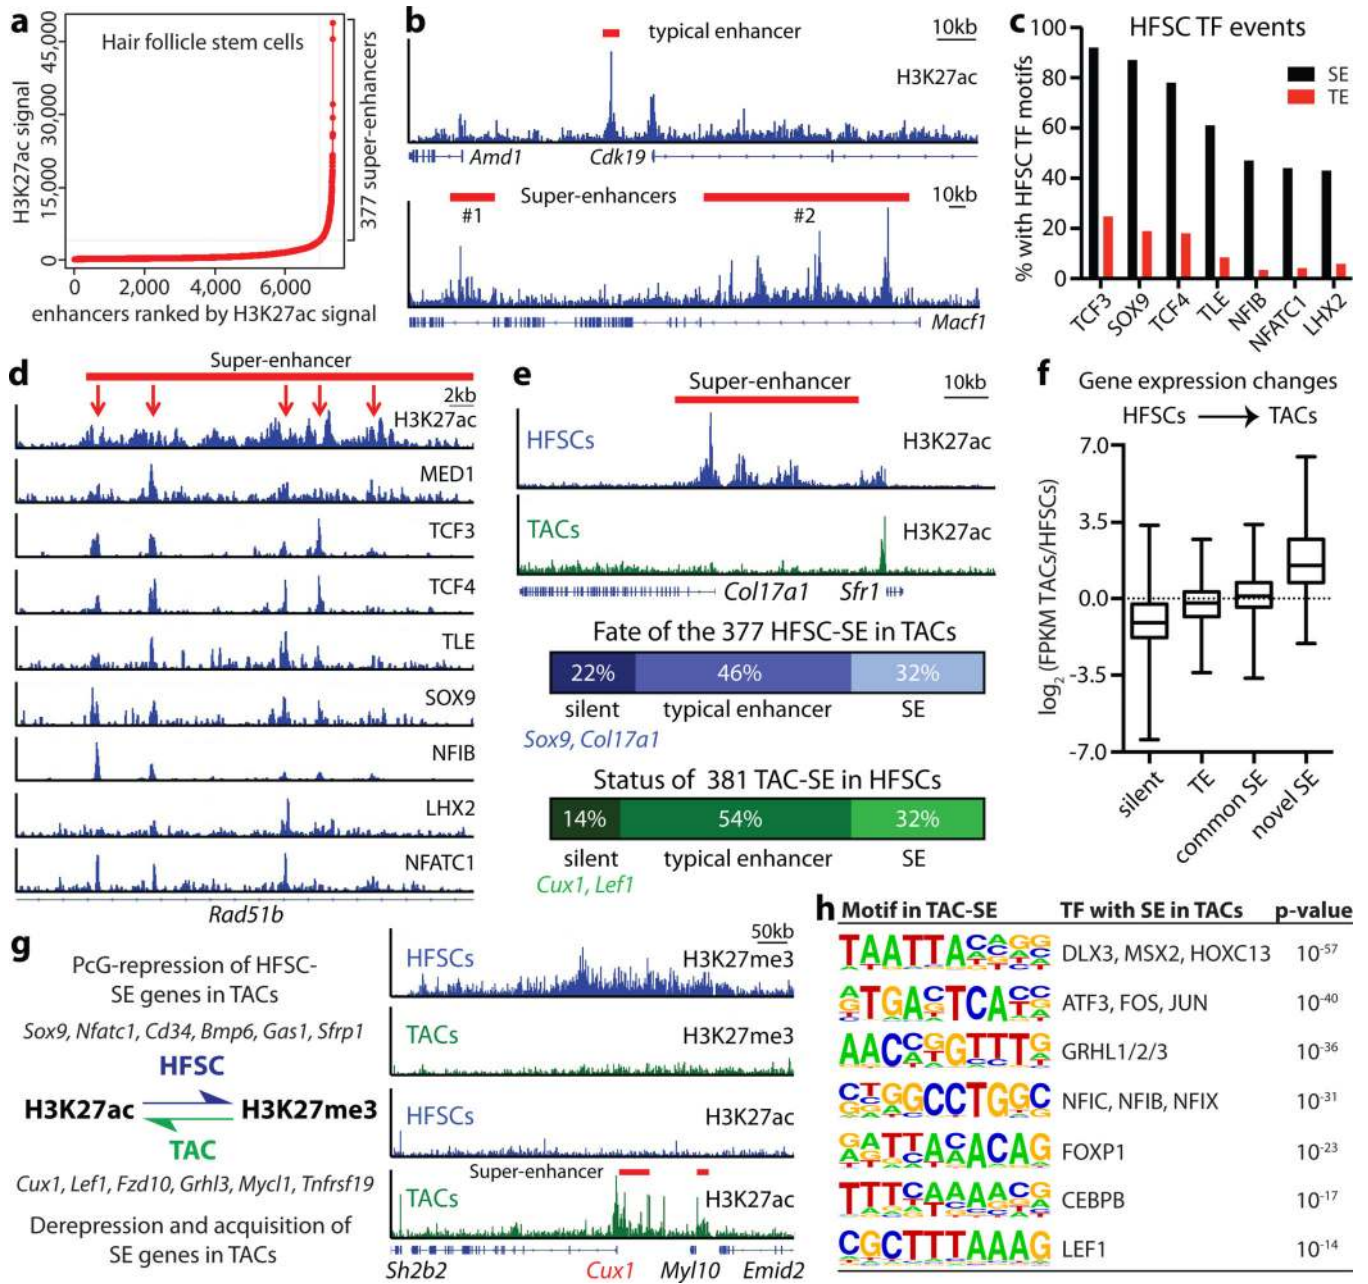 a
Hair follicle stem cells
H3K27ac signal
45,000
30,000
15,000
0
0 2,000 4,000 6,000
enhancers ranked by H3K27ac signal
377 super-enhancers
b
typical enhancer
10kb
H3K27ac
Amd1 Cdk19
Super-enhancers
10kb
#1 #2
Macf1
c
HFSC TF events
% with HFSC TF motifs
100
80
60
40
20
0
SE
TE
TCF3 SOX9 TCF4 TLE NFIB NFATC1 LHX2
d
Super-enhancer
2kb
H3K27ac
MED1
TCF3
TCF4
TLE
SOX9
NFIB
LHX2
NFATC1
Rad51b
e
Super-enhancer
10kb
HFSCs H3K27ac
TACs H3K27ac
Col17a1 Sfr1
Fate of the 377 HFSC-SE in TACs
22% 46% 32%
silent typical enhancer SE
Sox9, Col17a1
Status of 381 TAC-SE in HFSCs
14% 54% 32%
silent typical enhancer SE
Cux1, Lef1
f
Gene expression changes
HFSCs TACs
log2 (FPKM TACs/HFSCs)
7.0
3.5
0.0
-3.5
-7.0
silent TE common SE novel SE
g
PcG-repression of HFSC-
SE genes in TACs
Sox9, Nfatc1, Cd34, Bmp6, Gas1, Sfrp1
HFSC
H3K27ac H3K27me3
TAC
Cux1, Lef1, Fzd10, Grhl3, Mycl1, Tnfrsf19
Derepression and acquisition of
SE genes in TACs
50kb
HFSCs H3K27me3
TACs H3K27me3
HFSCs H3K27ac
Super-enhancer
TACs H3K27ac
Sh2b2 Cux1 Myl10 Emid2
h
Motif in TAC-SE TF with SE in TACs p-value
DLX3, MSX2, HOXC13 10-57
ATF3, FOS, JUN 10-40
GRHL1/2/3 10-36
NFIC, NFIB, NFIX 10-31
FOXP1 10-23
CEBPB 10-17
LEF1 10-14